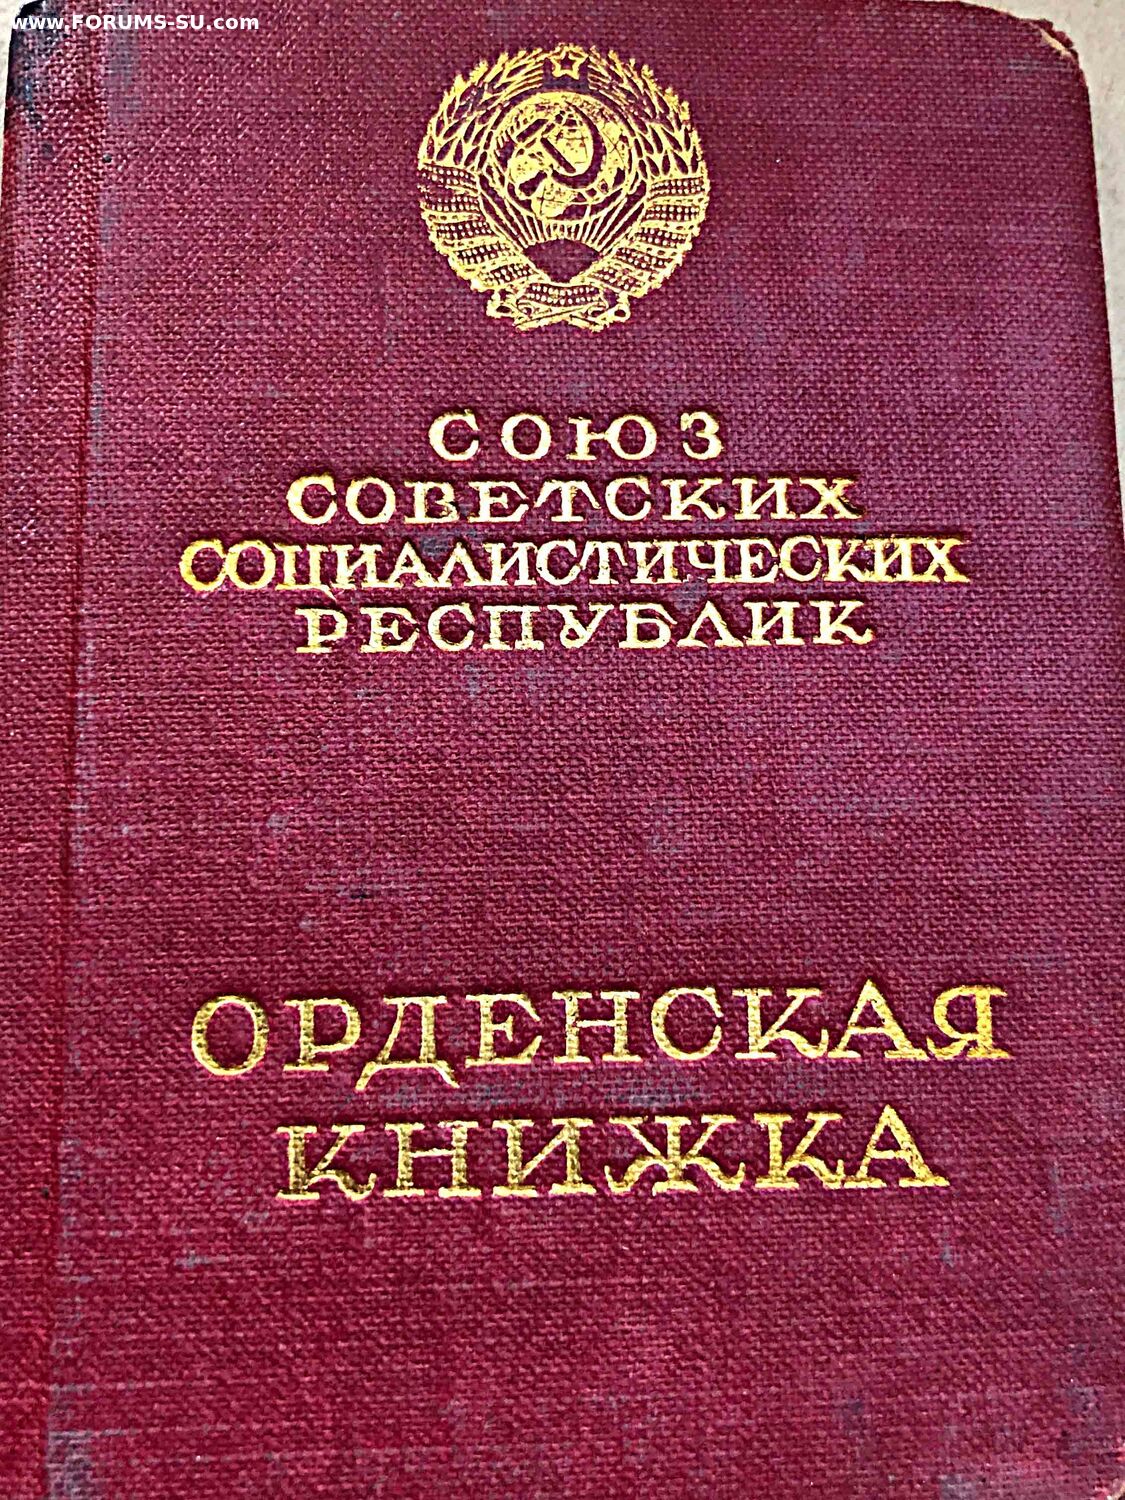 www.FORUMS-SU.com
СОЮЗ
СОВЕТСКИХ
СОЦИАЛИСТИЧЕСКИХ
РЕСПУБЛИК
ОРДЕНСКАЯ
КНИЖКА